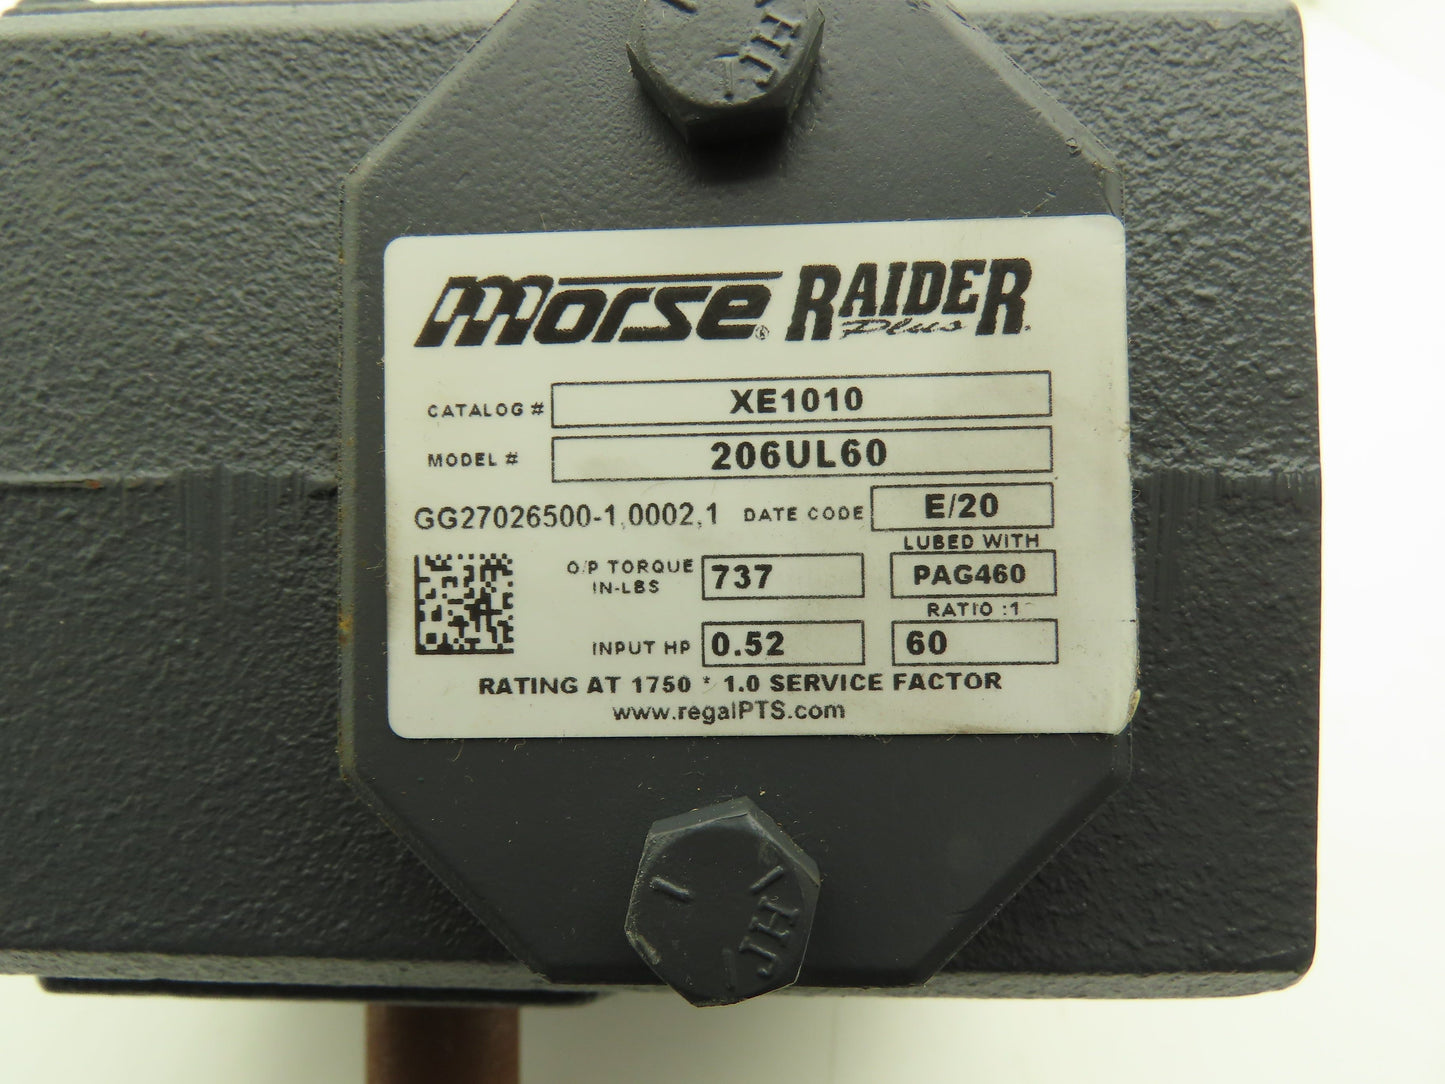 JH
Morse® RAIDER Plus
CATALOG # XE1010
MODEL # 206UL60
GG27026500-1,0002,1 DATE CODE E/20
LUBED WITH
O/P TORQUE IN-LBS 737 PAG460
RATIO :1
INPUT HP 0.52 60
RATING AT 1750 * 1.0 SERVICE FACTOR
www.regalPTS.com
JH